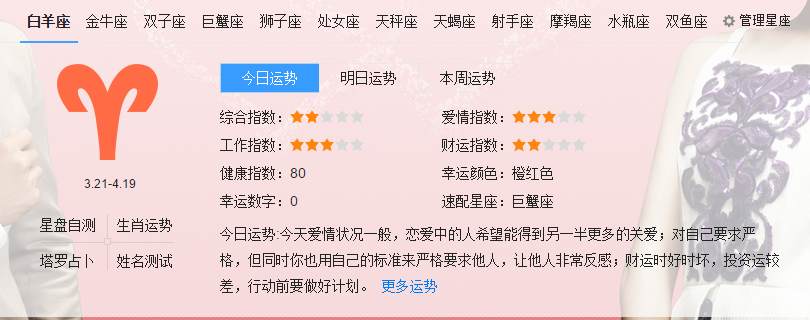 白羊座 金牛座 双子座 巨蟹座 狮子座 处女座 天秤座 天蝎座 射手座 摩羯座 水瓶座 双鱼座 管理星座
今日运势 明日运势 本周运势
综合指数: 爱情指数:
工作指数: 财运指数:
健康指数: 80 幸运颜色: 橙红色
3.21-4.19
幸运数字: 0 速配星座: 巨蟹座
星盘自测 生肖运势
今日运势:今天爱情状况一般，恋爱中的人希望能得到另一半更多的关爱；对自己要求严
塔罗占卜 姓名测试
格，但同时你也用自己的标准来严格要求他人，让他人非常反感；财运时好时坏，投资运较
差，行动前要做好计划。 更多运势